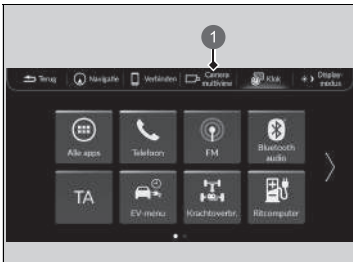 1
Terug Navigatie Verbinden Camera multiview Klok Display-modus
Alle apps Telefoon FM Bluetooth audio
TA EV-menu Krachtoverbr. Ritcomputer